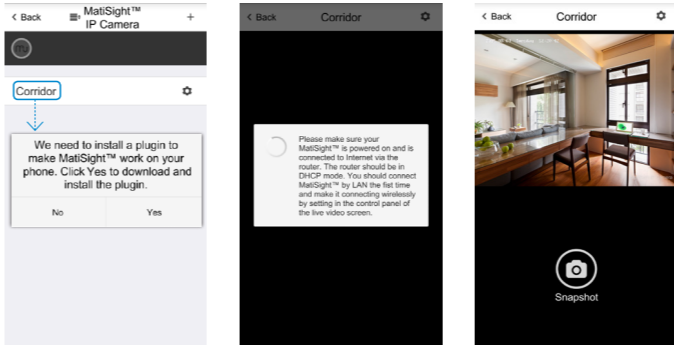 < Back
MatiSight™
IP Camera
+
Corridor
We need to install a plugin to
make MatiSight™ work on your
phone. Click Yes to download and
install the plugin.
No
Yes
< Back
Corridor
Please make sure your
MatiSight™ is powered on and is
connected to Internet via the
router. The router should be in
DHCP mode. You should connect
MatiSight™ by LAN the fist time
and make it connecting wirelessly
by setting in the control panel of
the live video screen.
< Back
Corridor
Snapshot